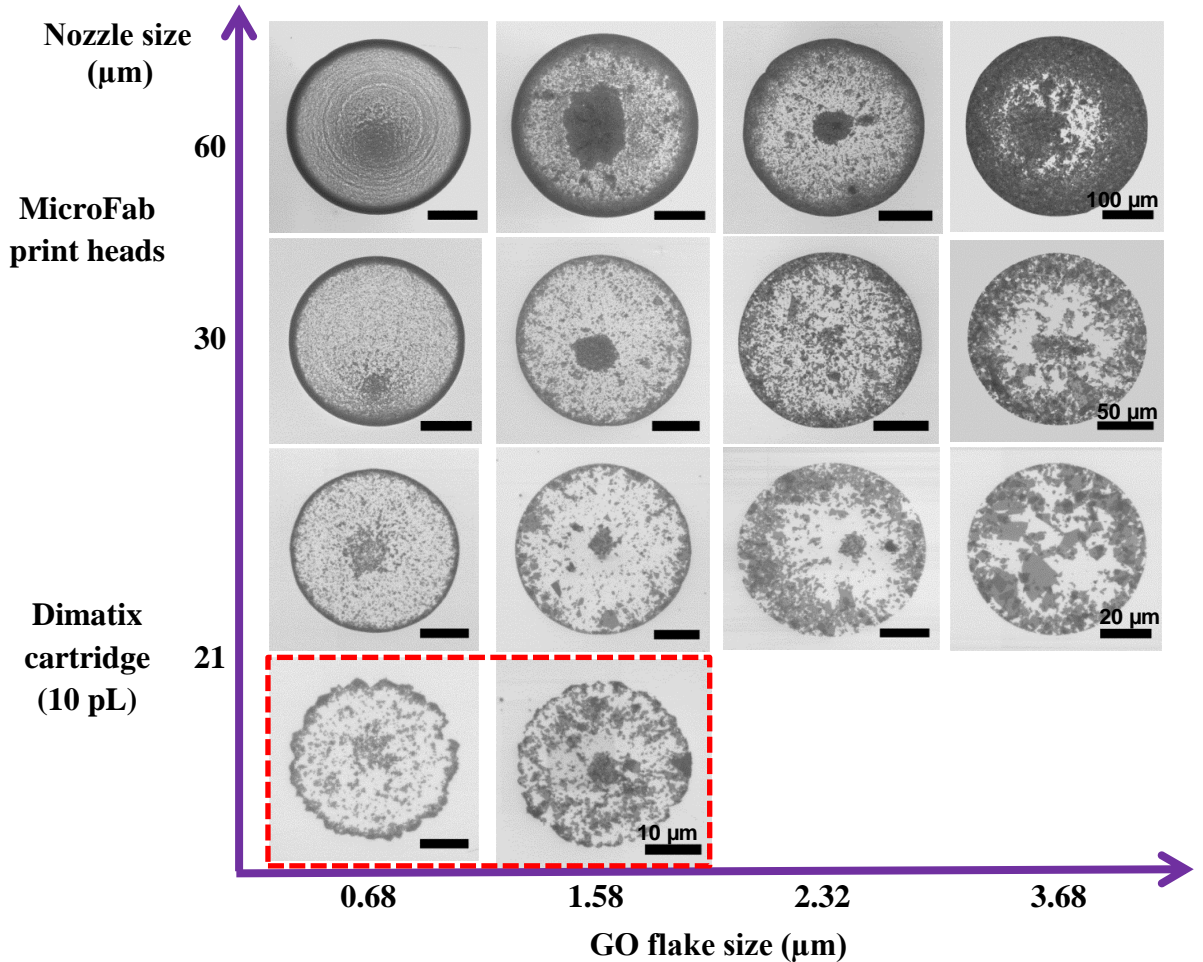 Nozzle size
(µm)
60
MicroFab
print heads
100 µm
30
50 µm
Dimatix
cartridge
(10 pL)
21
20 µm
10 µm
0.68
1.58
2.32
3.68
GO flake size (µm)